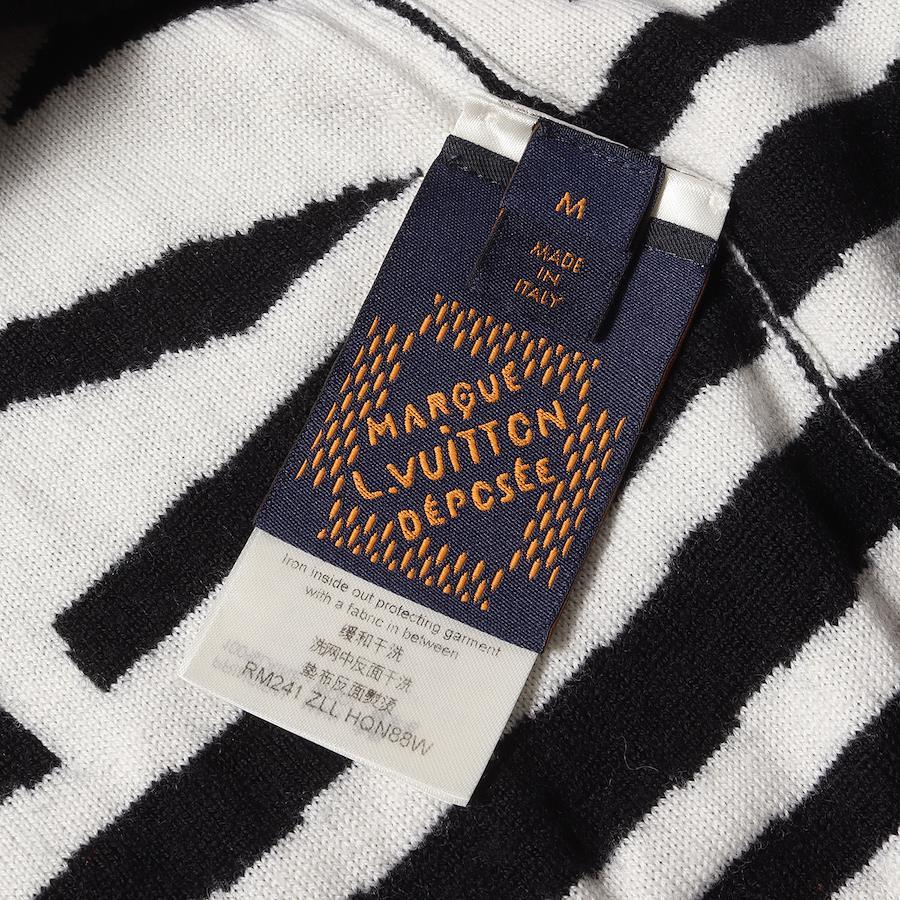 M
MADE
IN
ITALY
MARQUE
L.VUiTTON
DÉPOSÉE
Iron inside out protecting garment
with a fabric in between
缓和干洗
洗网中反面干洗
垫布反面熨烫
RM241 ZLL HQN88W